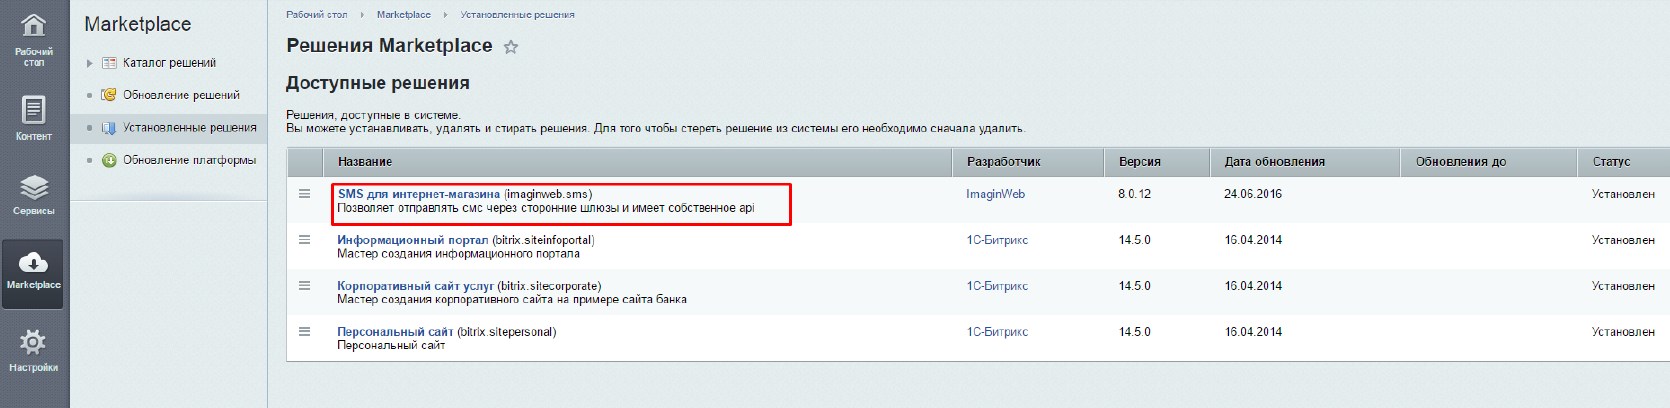 Рабочий стол
Контент
Сервисы
Marketplace
Настройки
Marketplace
Каталог решений
Обновление решений
Установленные решения
Обновление платформы
Рабочий стол Marketplace Установленные решения
Решения Marketplace
Доступные решения
Решения, доступные в системе.
Вы можете устанавливать, удалять и стирать решения. Для того чтобы стереть решение из системы его необходимо сначала удалить.
Название Разработчик Версия Дата обновления Обновления до Статус
SMS для интернет-магазина (imaginweb.sms) ImaginWeb 8.0.12 24.06.2016 Установлен
Позволяет отправлять смс через сторонние шлюзы и имеет собственное api
Информационный портал (bitrix.siteinfoportal) 1С-Битрикс 14.5.0 16.04.2014 Установлен
Мастер создания информационного портала
Корпоративный сайт услуг (bitrix.sitecorporate) 1С-Битрикс 14.5.0 16.04.2014 Установлен
Мастер создания корпоративного сайта на примере сайта банка
Персональный сайт (bitrix.sitepersonal) 1С-Битрикс 14.5.0 16.04.2014 Установлен
Персональный сайт